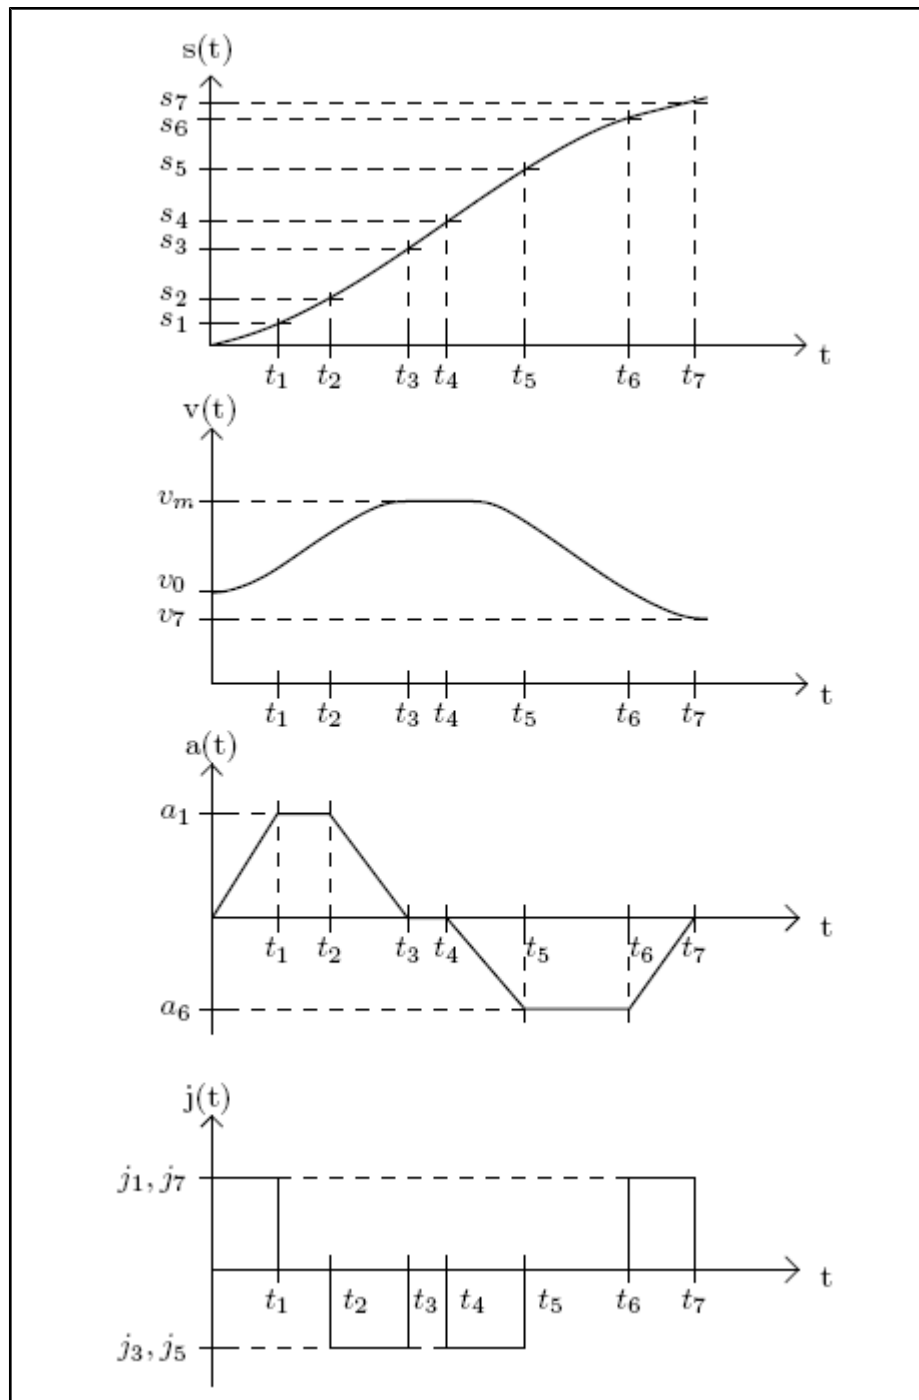 s(t)
s₇
s₆
s₅
s₄
s₃
s₂
s₁
t
t₁ t₂ t₃ t₄ t₅ t₆ t₇
v(t)
vₘ
v₀
v₇
t
t₁ t₂ t₃ t₄ t₅ t₆ t₇
a(t)
a₁
t
t₁ t₂ t₃ t₄ t₅ t₆ t₇
a₆
j(t)
j₁, j₇
t
t₁ t₂ t₃ t₄ t₅ t₆ t₇
j₃, j₅